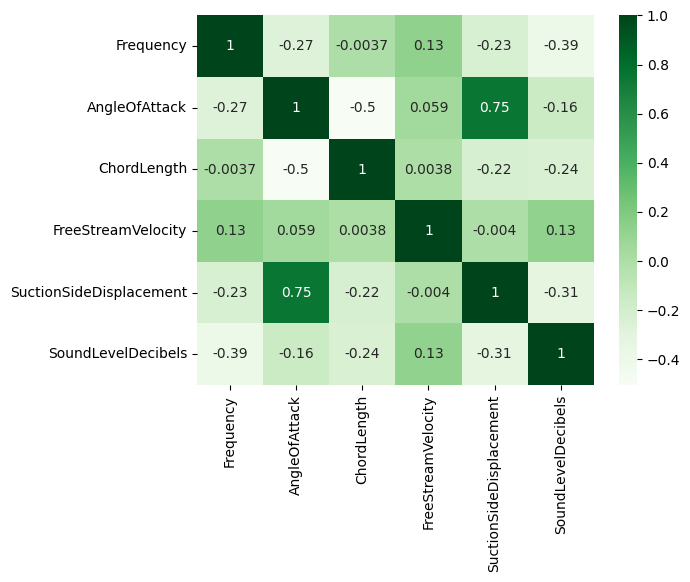 Frequency 1 -0.27 -0.0037 0.13 -0.23 -0.39
AngleOfAttack -0.27 1 -0.5 0.059 0.75 -0.16
ChordLength -0.0037 -0.5 1 0.0038 -0.22 -0.24
FreeStreamVelocity 0.13 0.059 0.0038 1 -0.004 0.13
SuctionSideDisplacement -0.23 0.75 -0.22 -0.004 1 -0.31
SoundLevelDecibels -0.39 -0.16 -0.24 0.13 -0.31 1
Frequency
AngleOfAttack
ChordLength
FreeStreamVelocity
SuctionSideDisplacement
SoundLevelDecibels
1.0
0.8
0.6
0.4
0.2
0.0
−0.2
−0.4